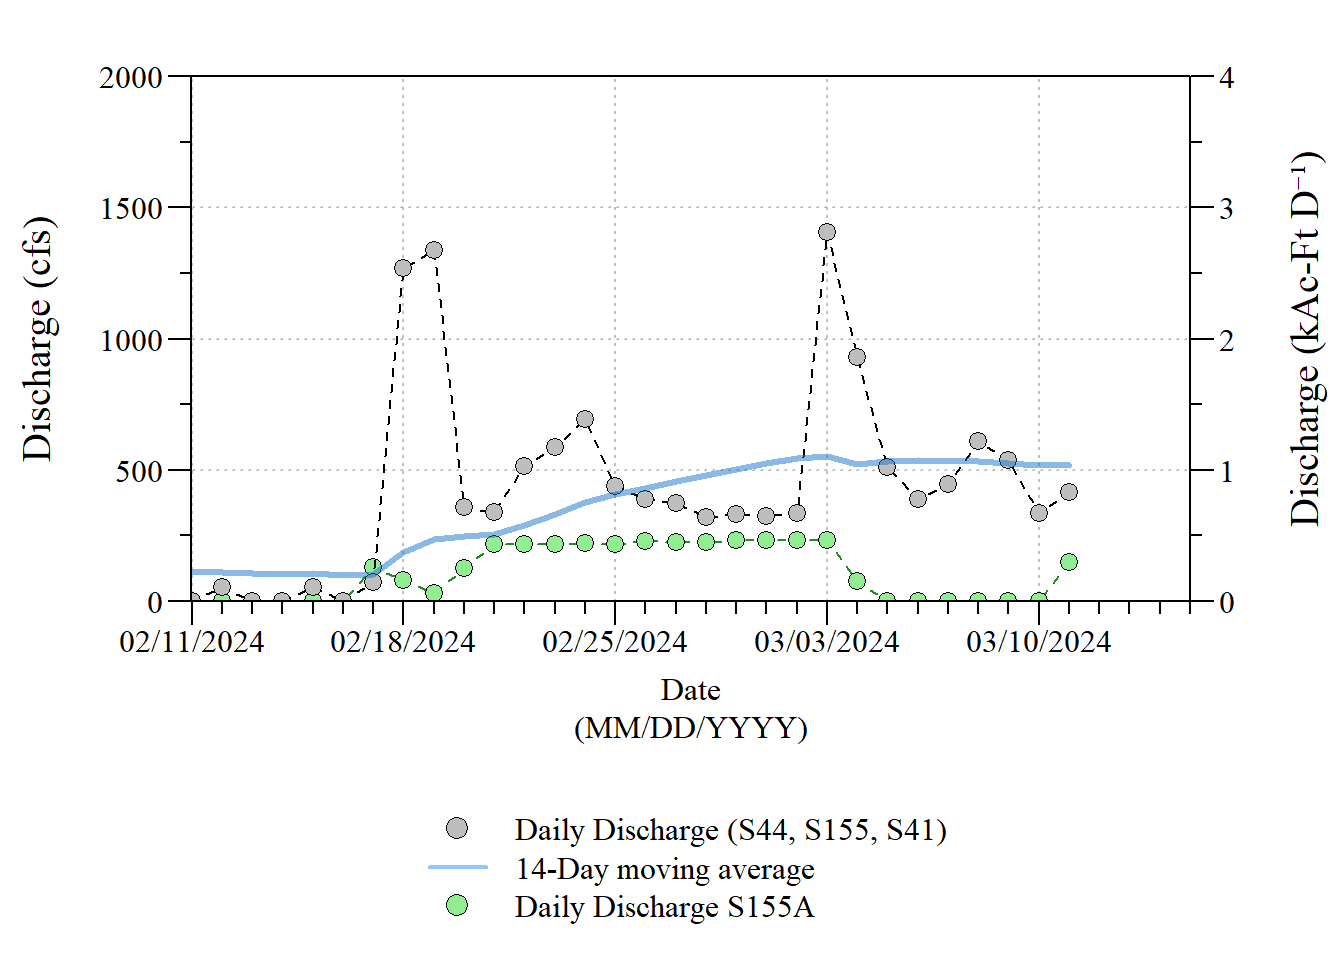 2000
1500
1000
500
0
4
3
2
1
0
Discharge (cfs)
Discharge (kAc-Ft D⁻¹)
02/11/2024
02/18/2024
02/25/2024
03/03/2024
03/10/2024
Date
(MM/DD/YYYY)
Daily Discharge (S44, S155, S41)
14-Day moving average
Daily Discharge S155A